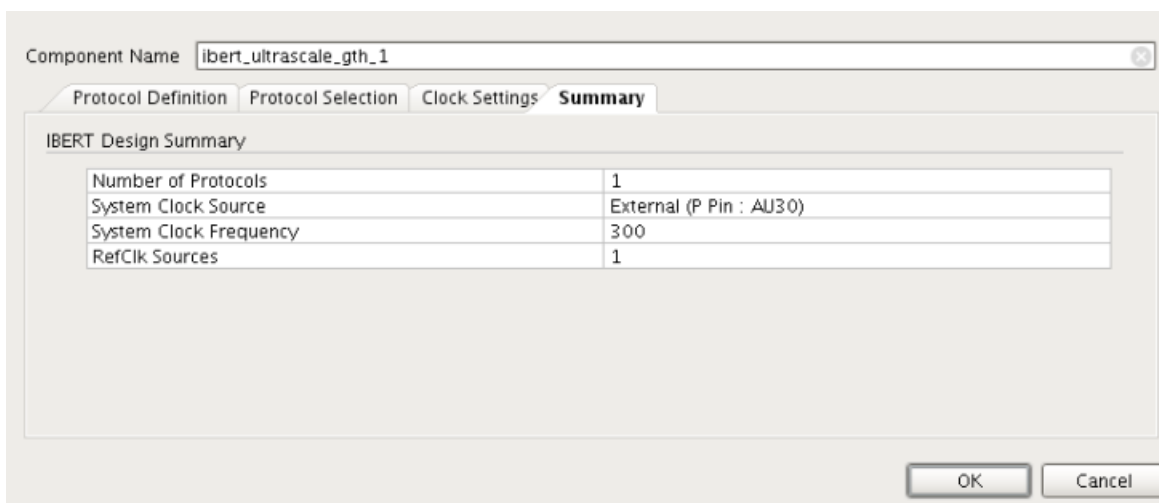 Component Name ibert_ultrascale_gth_1
Protocol Definition Protocol Selection Clock Settings Summary
IBERT Design Summary
Number of Protocols 1
System Clock Source External (P Pin : AU30)
System Clock Frequency 300
RefClk Sources 1
OK Cancel